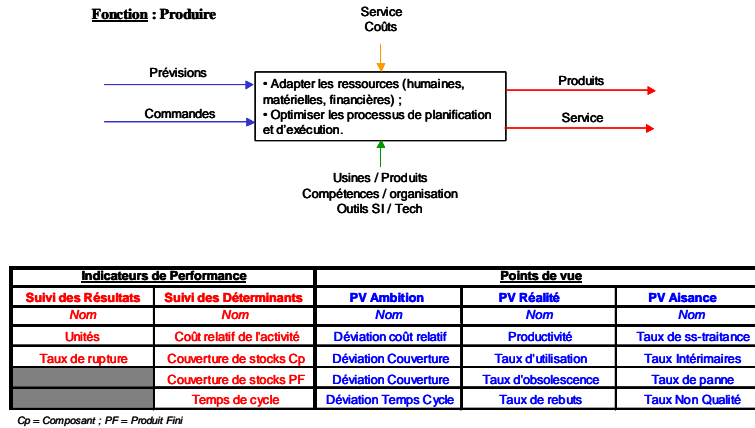 Fonction : Produire
Service
Coûts
Prévisions
Commandes
• Adapter les ressources (humaines,
matérielles, financières) ;
• Optimiser les processus de planification
et d'exécution.
Produits
Service
Usines / Produits
Compétences / organisation
Outils SI / Tech
Indicateurs de Performance Points de vue
Suivi des Résultats Suivi des Déterminants PV Ambition PV Réalité PV Aisance
Nom Nom Nom Nom Nom
Unités Coût relatif de l'activité Déviation coût relatif Productivité Taux de ss-traitance
Taux de rupture Couverture de stocks Cp Déviation Couverture Taux d'utilisation Taux Intérimaires
Couverture de stocks PF Déviation Couverture Taux d'obsolescence Taux de panne
Temps de cycle Déviation Temps Cycle Taux de rebuts Taux Non Qualité
Cp = Composant ; PF = Produit Fini